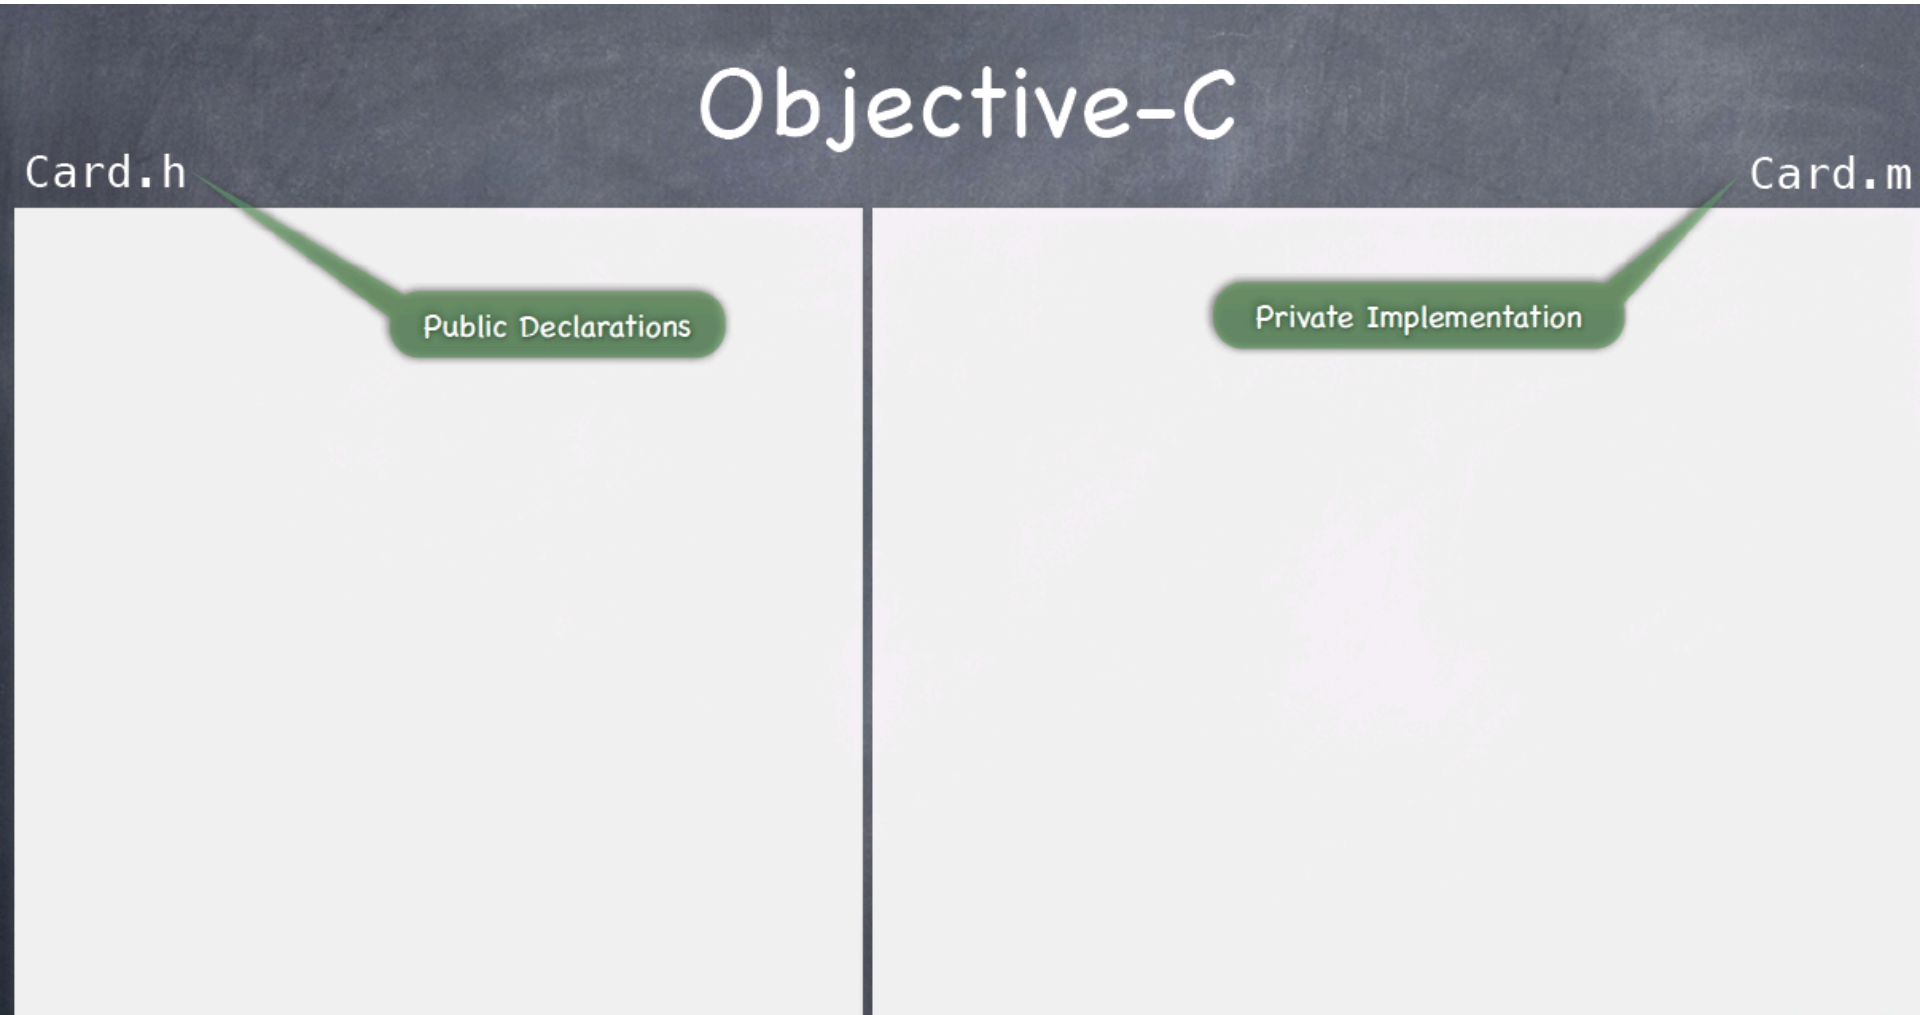 Objective-C
Card.h
Card.m
Public Declarations
Private Implementation